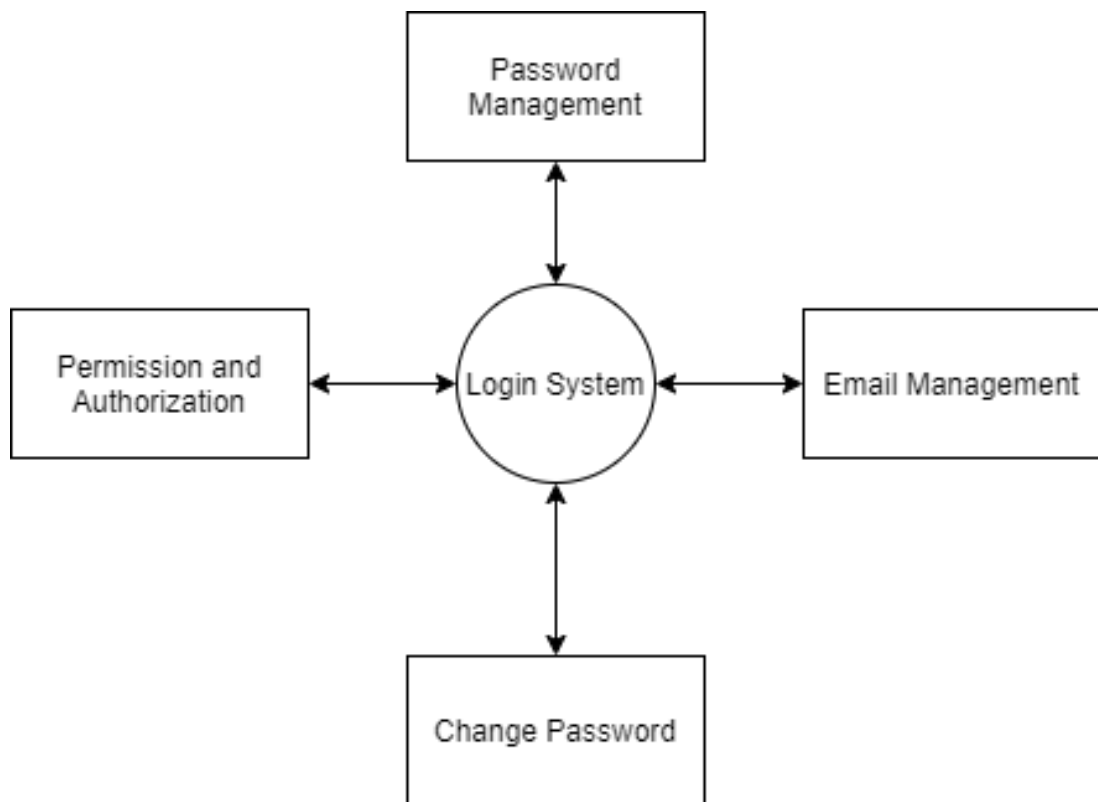 Password
Management
Permission and
Authorization
Login System
Email Management
Change Password